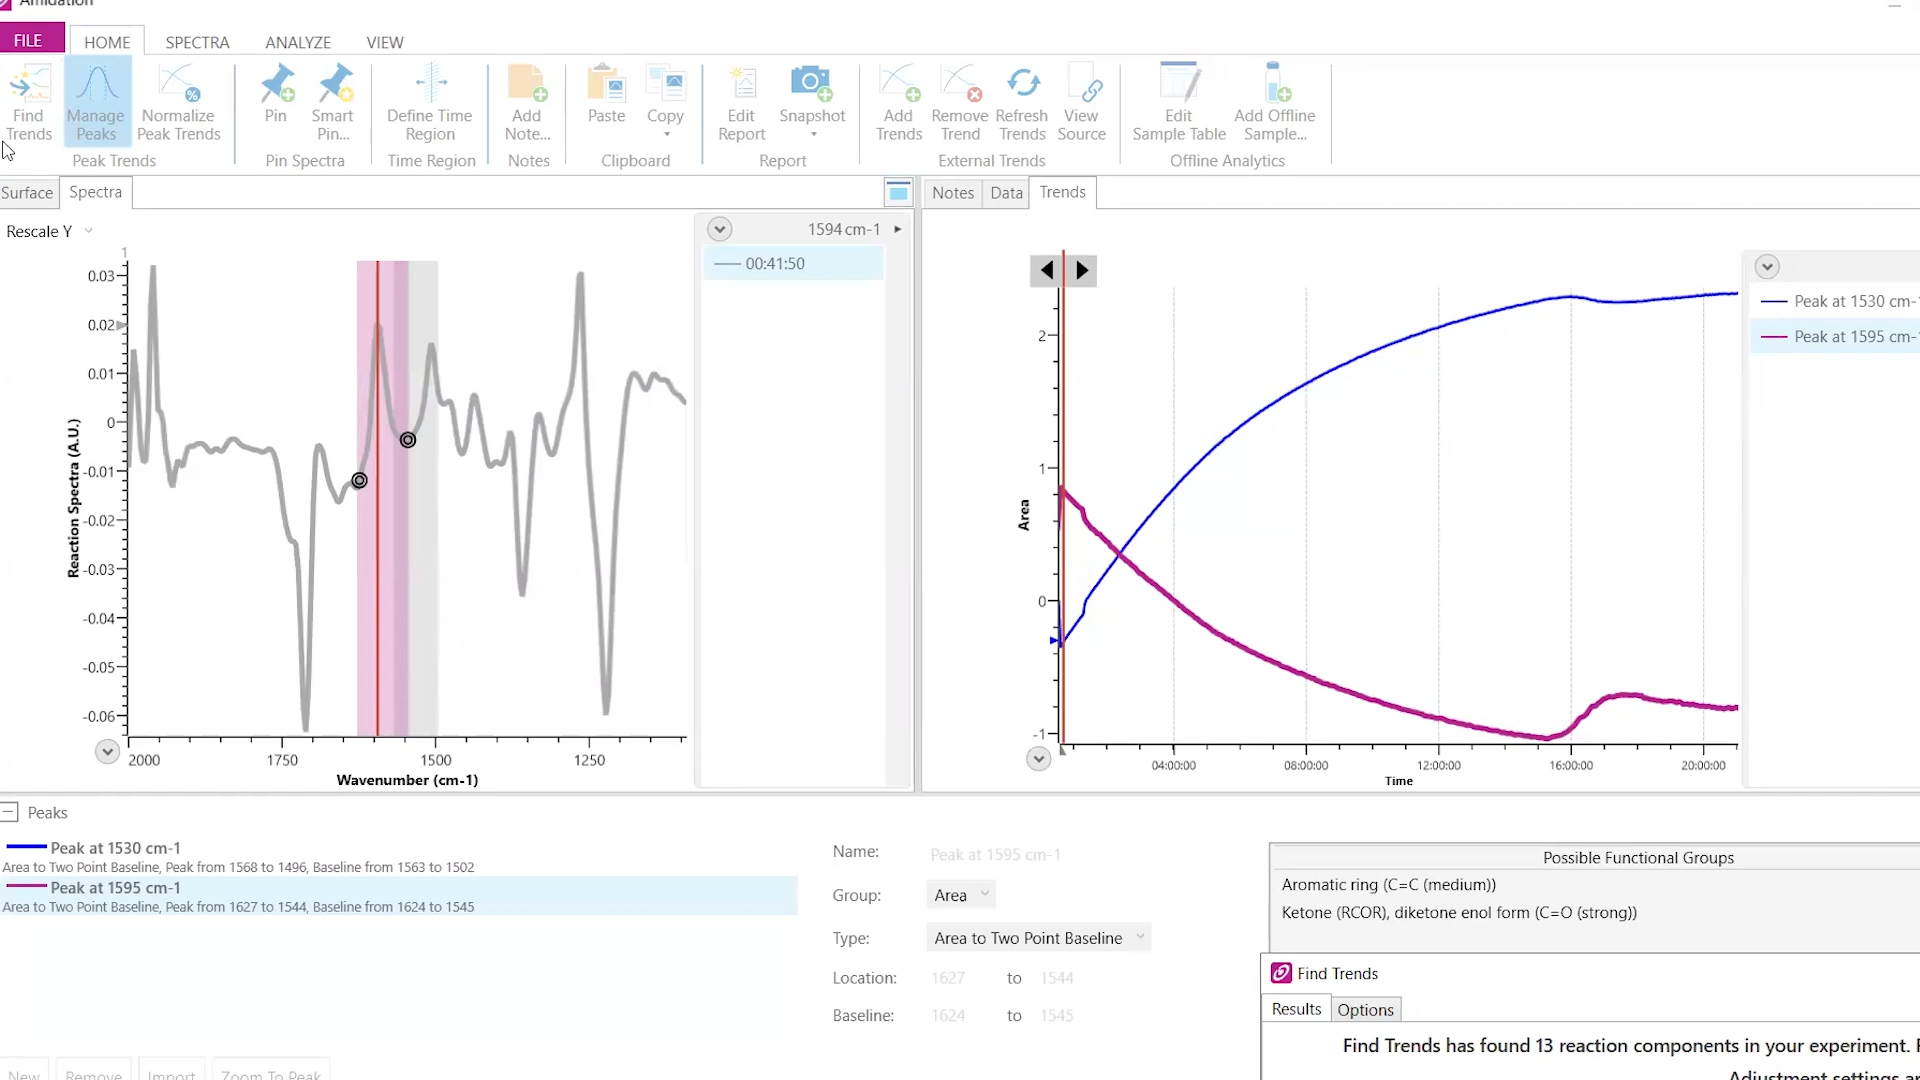 Amidation
FILE HOME SPECTRA ANALYZE VIEW
Find Trends
Manage Peaks
Normalize Peak Trends
Peak Trends
Pin
Smart Pin...
Pin Spectra
Define Time Region
Time Region
Add Note...
Notes
Paste
Copy
Clipboard
Edit Report
Snapshot
Report
Add Trends
Remove Trend
Refresh Trends
View Source
External Trends
Edit Sample Table
Add Offline Sample...
Offline Analytics
Surface Spectra
Notes Data Trends
Rescale Y
1594 cm-1
00:41:50
1
0.03
0.02
0.01
0
-0.01
-0.02
-0.03
-0.04
-0.05
-0.06
Reaction Spectra (A.U.)
2000 1750 1500 1250
Wavenumber (cm-1)
2
1
0
-1
Area
04:00:00 08:00:00 12:00:00 16:00:00 20:00:00
Time
Peak at 1530 cm-
Peak at 1595 cm-
Peaks
Peak at 1530 cm-1
Area to Two Point Baseline, Peak from 1568 to 1496, Baseline from 1563 to 1502
Peak at 1595 cm-1
Area to Two Point Baseline, Peak from 1627 to 1544, Baseline from 1624 to 1545
Name: Peak at 1595 cm-1
Group: Area
Type: Area to Two Point Baseline
Location: 1627 to 1544
Baseline: 1624 to 1545
Possible Functional Groups
Aromatic ring (C=C (medium))
Ketone (RCOR), diketone enol form (C=O (strong))
Find Trends
Results Options
Find Trends has found 13 reaction components in your experiment.
Adjustment settings
New Remove Import Zoom To Peak